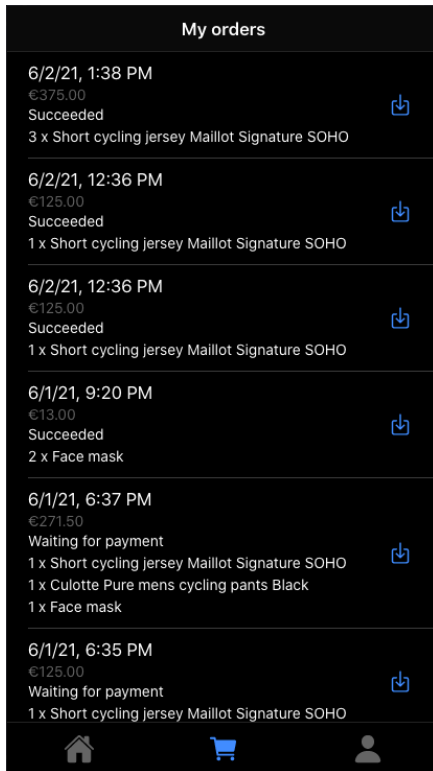 My orders
6/2/21, 1:38 PM
€375.00
Succeeded
3 x Short cycling jersey Maillot Signature SOHO
6/2/21, 12:36 PM
€125.00
Succeeded
1 x Short cycling jersey Maillot Signature SOHO
6/2/21, 12:36 PM
€125.00
Succeeded
1 x Short cycling jersey Maillot Signature SOHO
6/1/21, 9:20 PM
€13.00
Succeeded
2 x Face mask
6/1/21, 6:37 PM
€271.50
Waiting for payment
1 x Short cycling jersey Maillot Signature SOHO
1 x Culotte Pure mens cycling pants Black
1 x Face mask
6/1/21, 6:35 PM
€125.00
Waiting for payment
1 x Short cycling jersey Maillot Signature SOHO